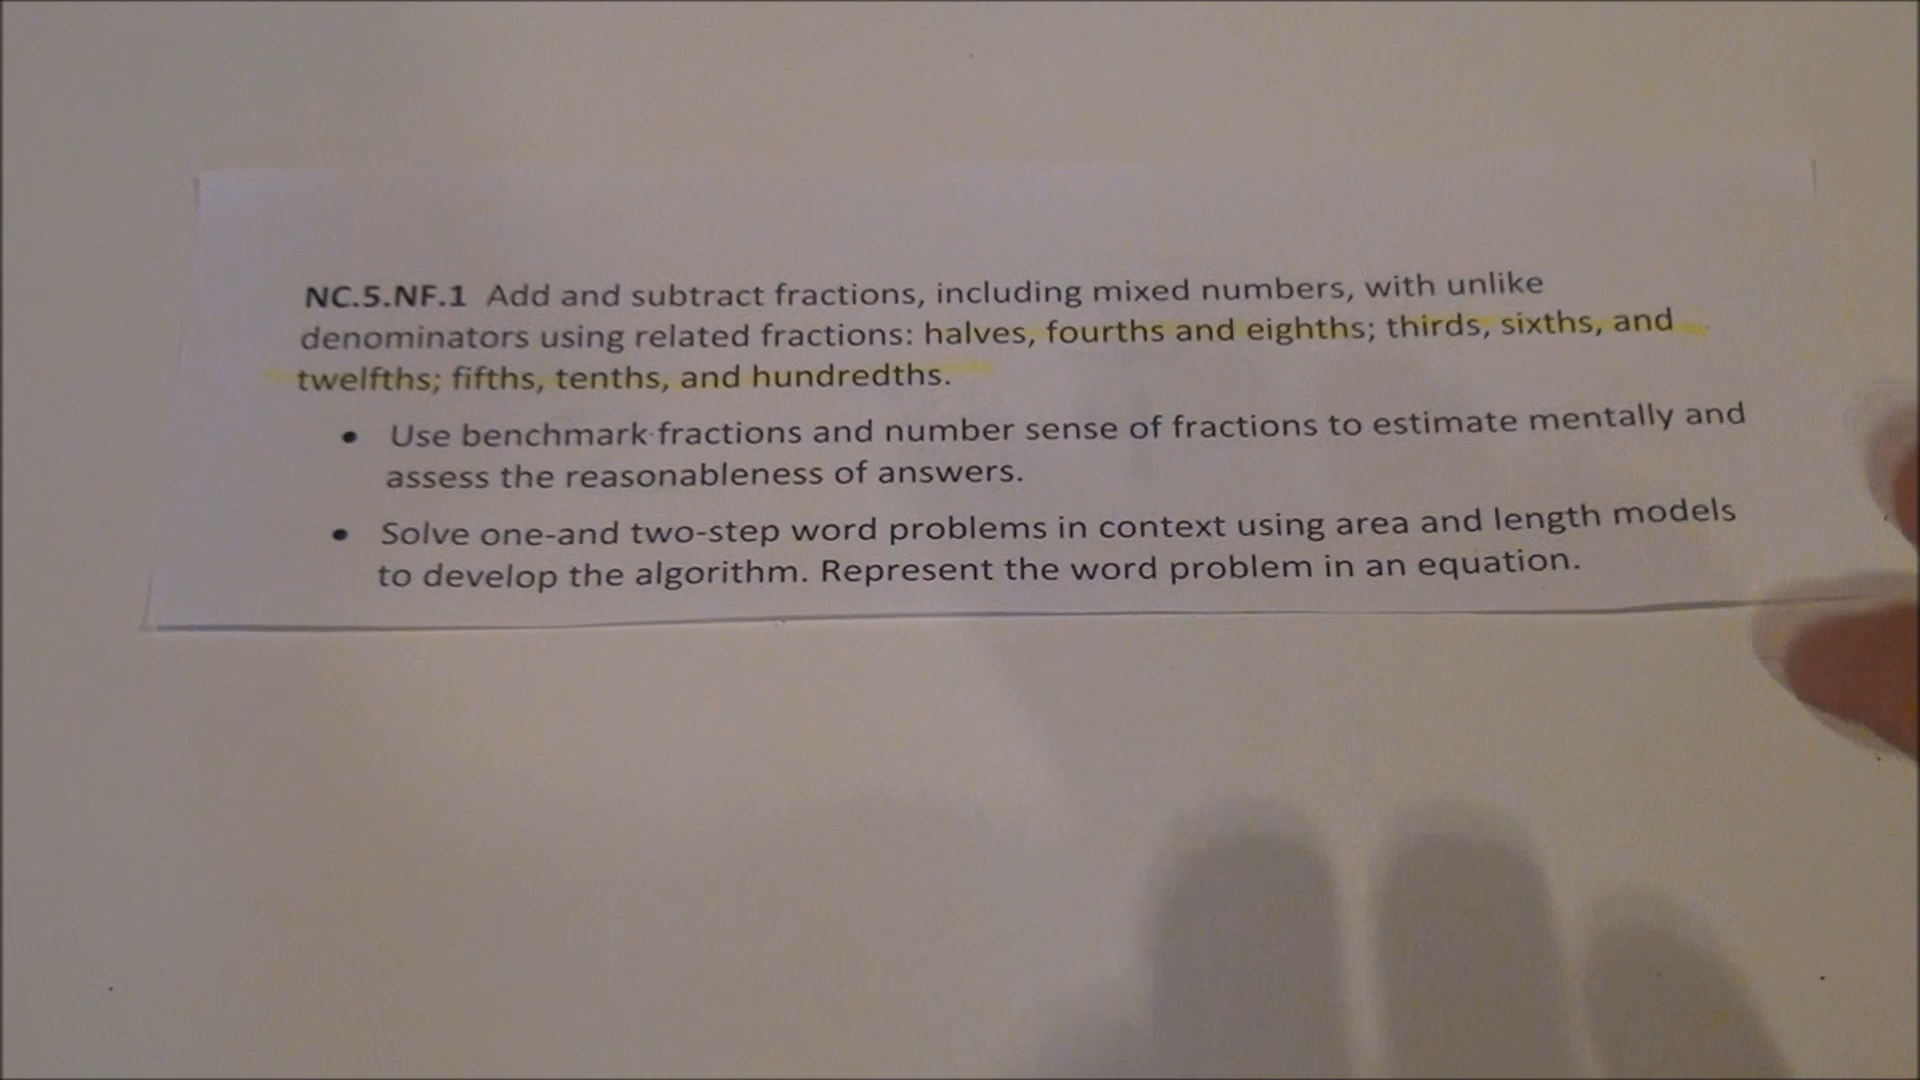 NC.5.NF.1 Add and subtract fractions, including mixed numbers, with unlike
denominators using related fractions: halves, fourths and eighths; thirds, sixths, and
twelfths; fifths, tenths, and hundredths.
• Use benchmark fractions and number sense of fractions to estimate mentally and
assess the reasonableness of answers.
• Solve one-and two-step word problems in context using area and length models
to develop the algorithm. Represent the word problem in an equation.